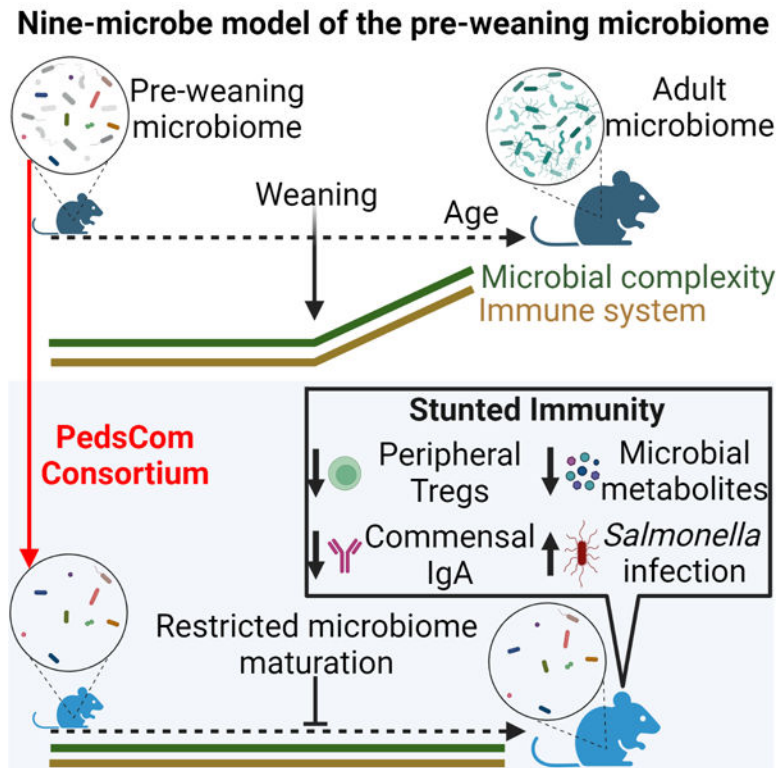 Nine-microbe model of the pre-weaning microbiome
Pre-weaning
microbiome
Adult
microbiome
Weaning
Age
Microbial complexity
Immune system
PedsCom
Consortium
Stunted Immunity
Peripheral
Tregs
Microbial
metabolites
Commensal
IgA
Salmonella
infection
Restricted microbiome
maturation